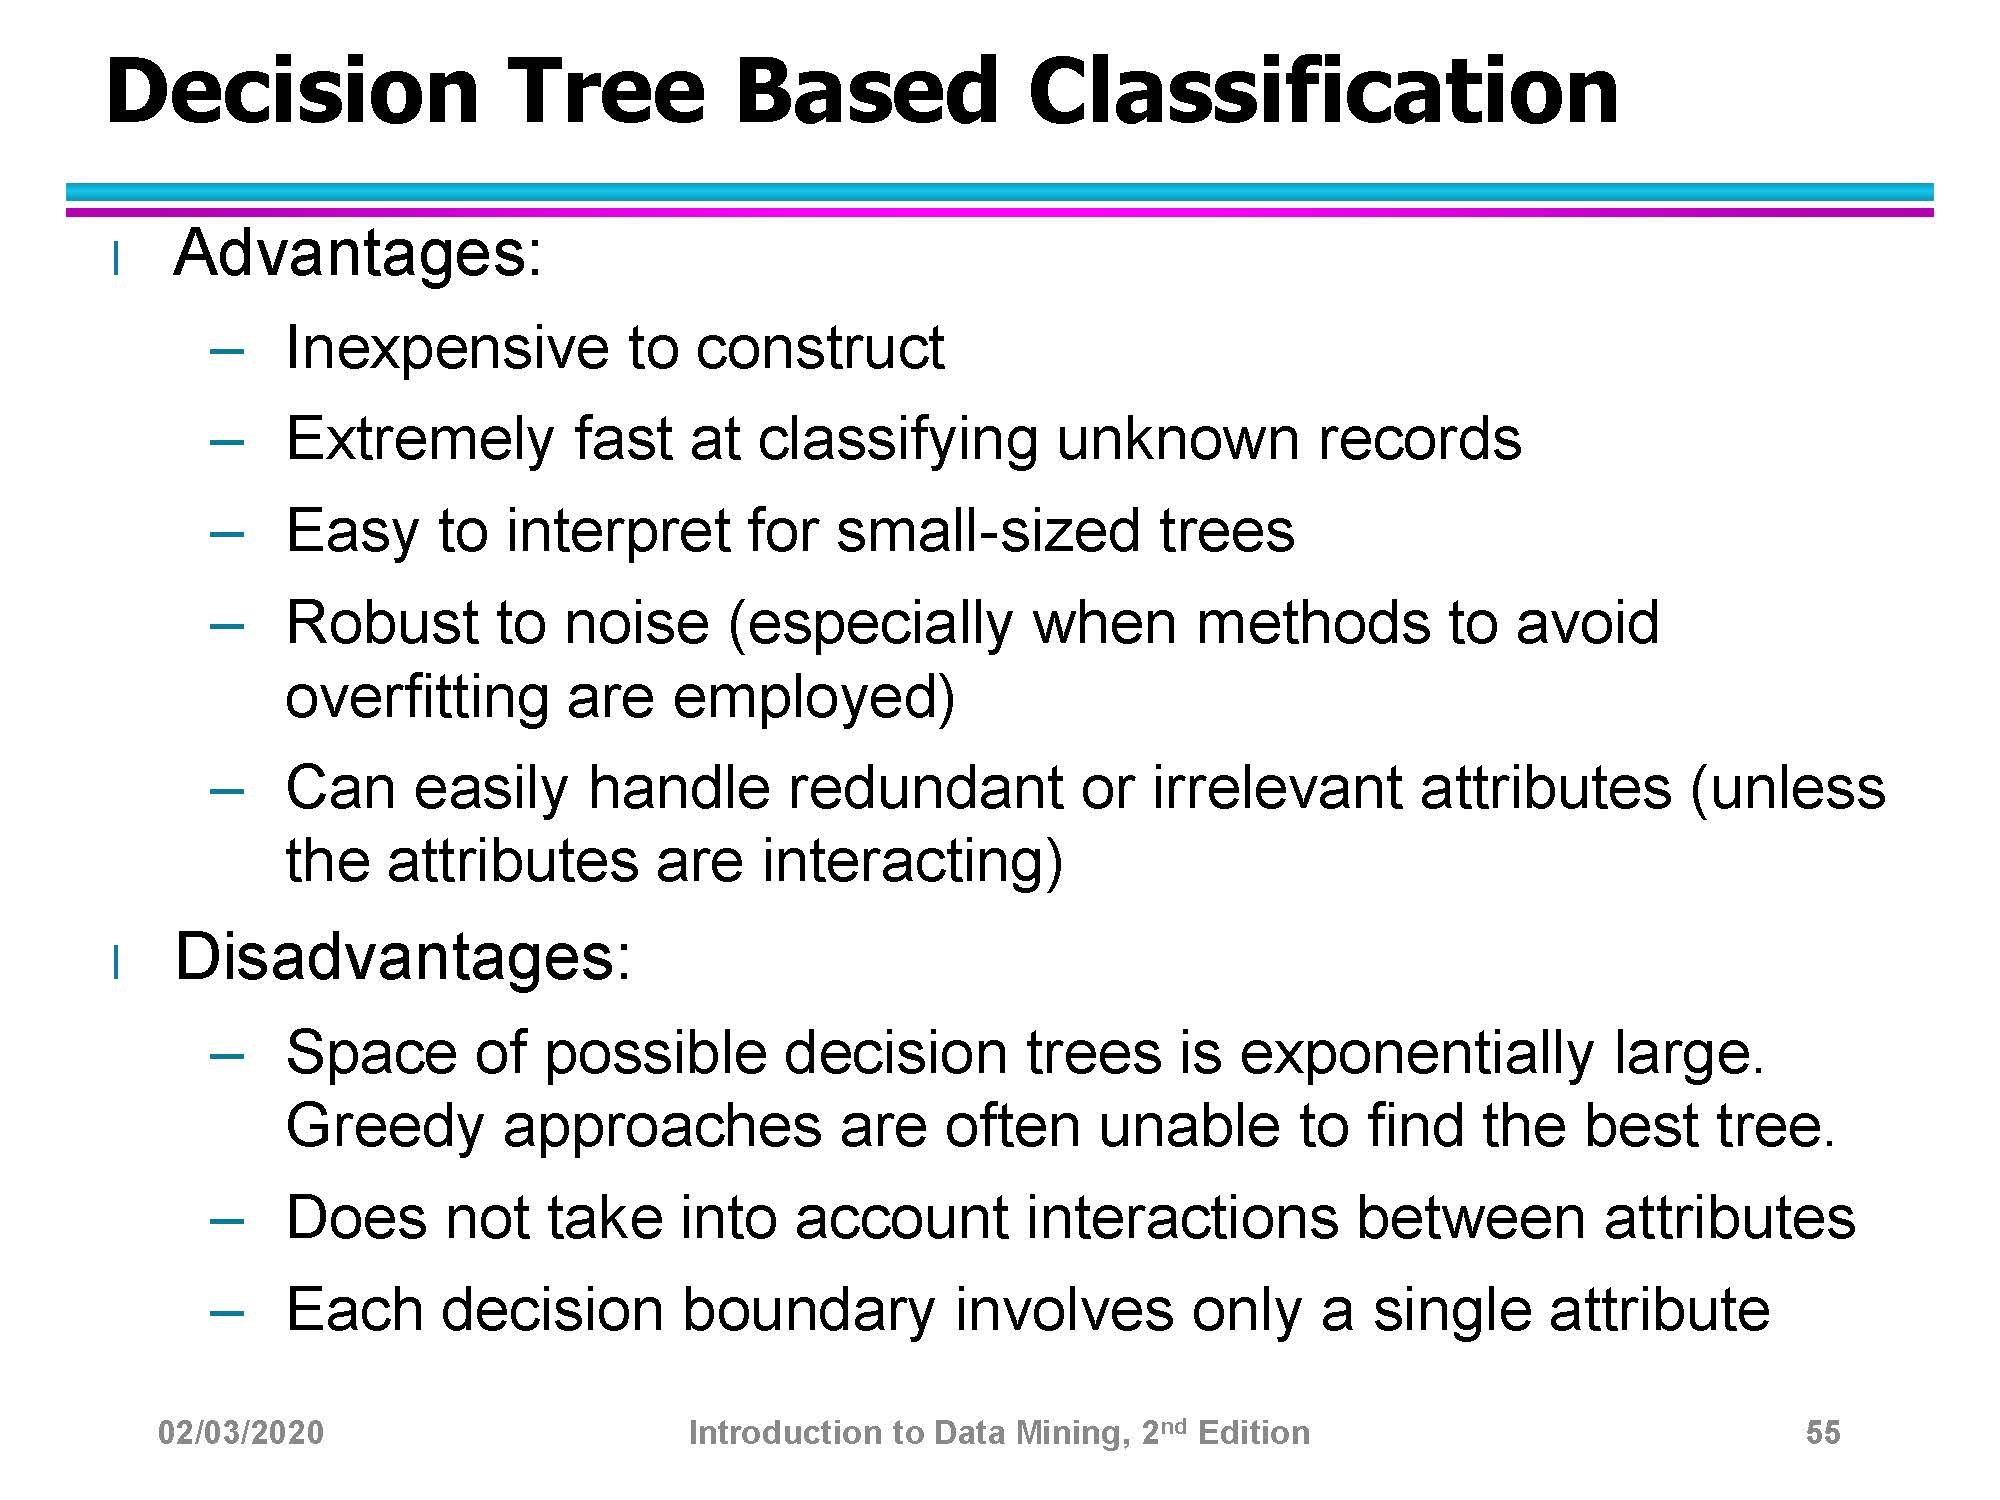 Decision Tree Based Classification
l Advantages:
– Inexpensive to construct
– Extremely fast at classifying unknown records
– Easy to interpret for small-sized trees
– Robust to noise (especially when methods to avoid
overfitting are employed)
– Can easily handle redundant or irrelevant attributes (unless
the attributes are interacting)
l Disadvantages:
– Space of possible decision trees is exponentially large.
Greedy approaches are often unable to find the best tree.
– Does not take into account interactions between attributes
– Each decision boundary involves only a single attribute
02/03/2020 Introduction to Data Mining, 2nd Edition 55